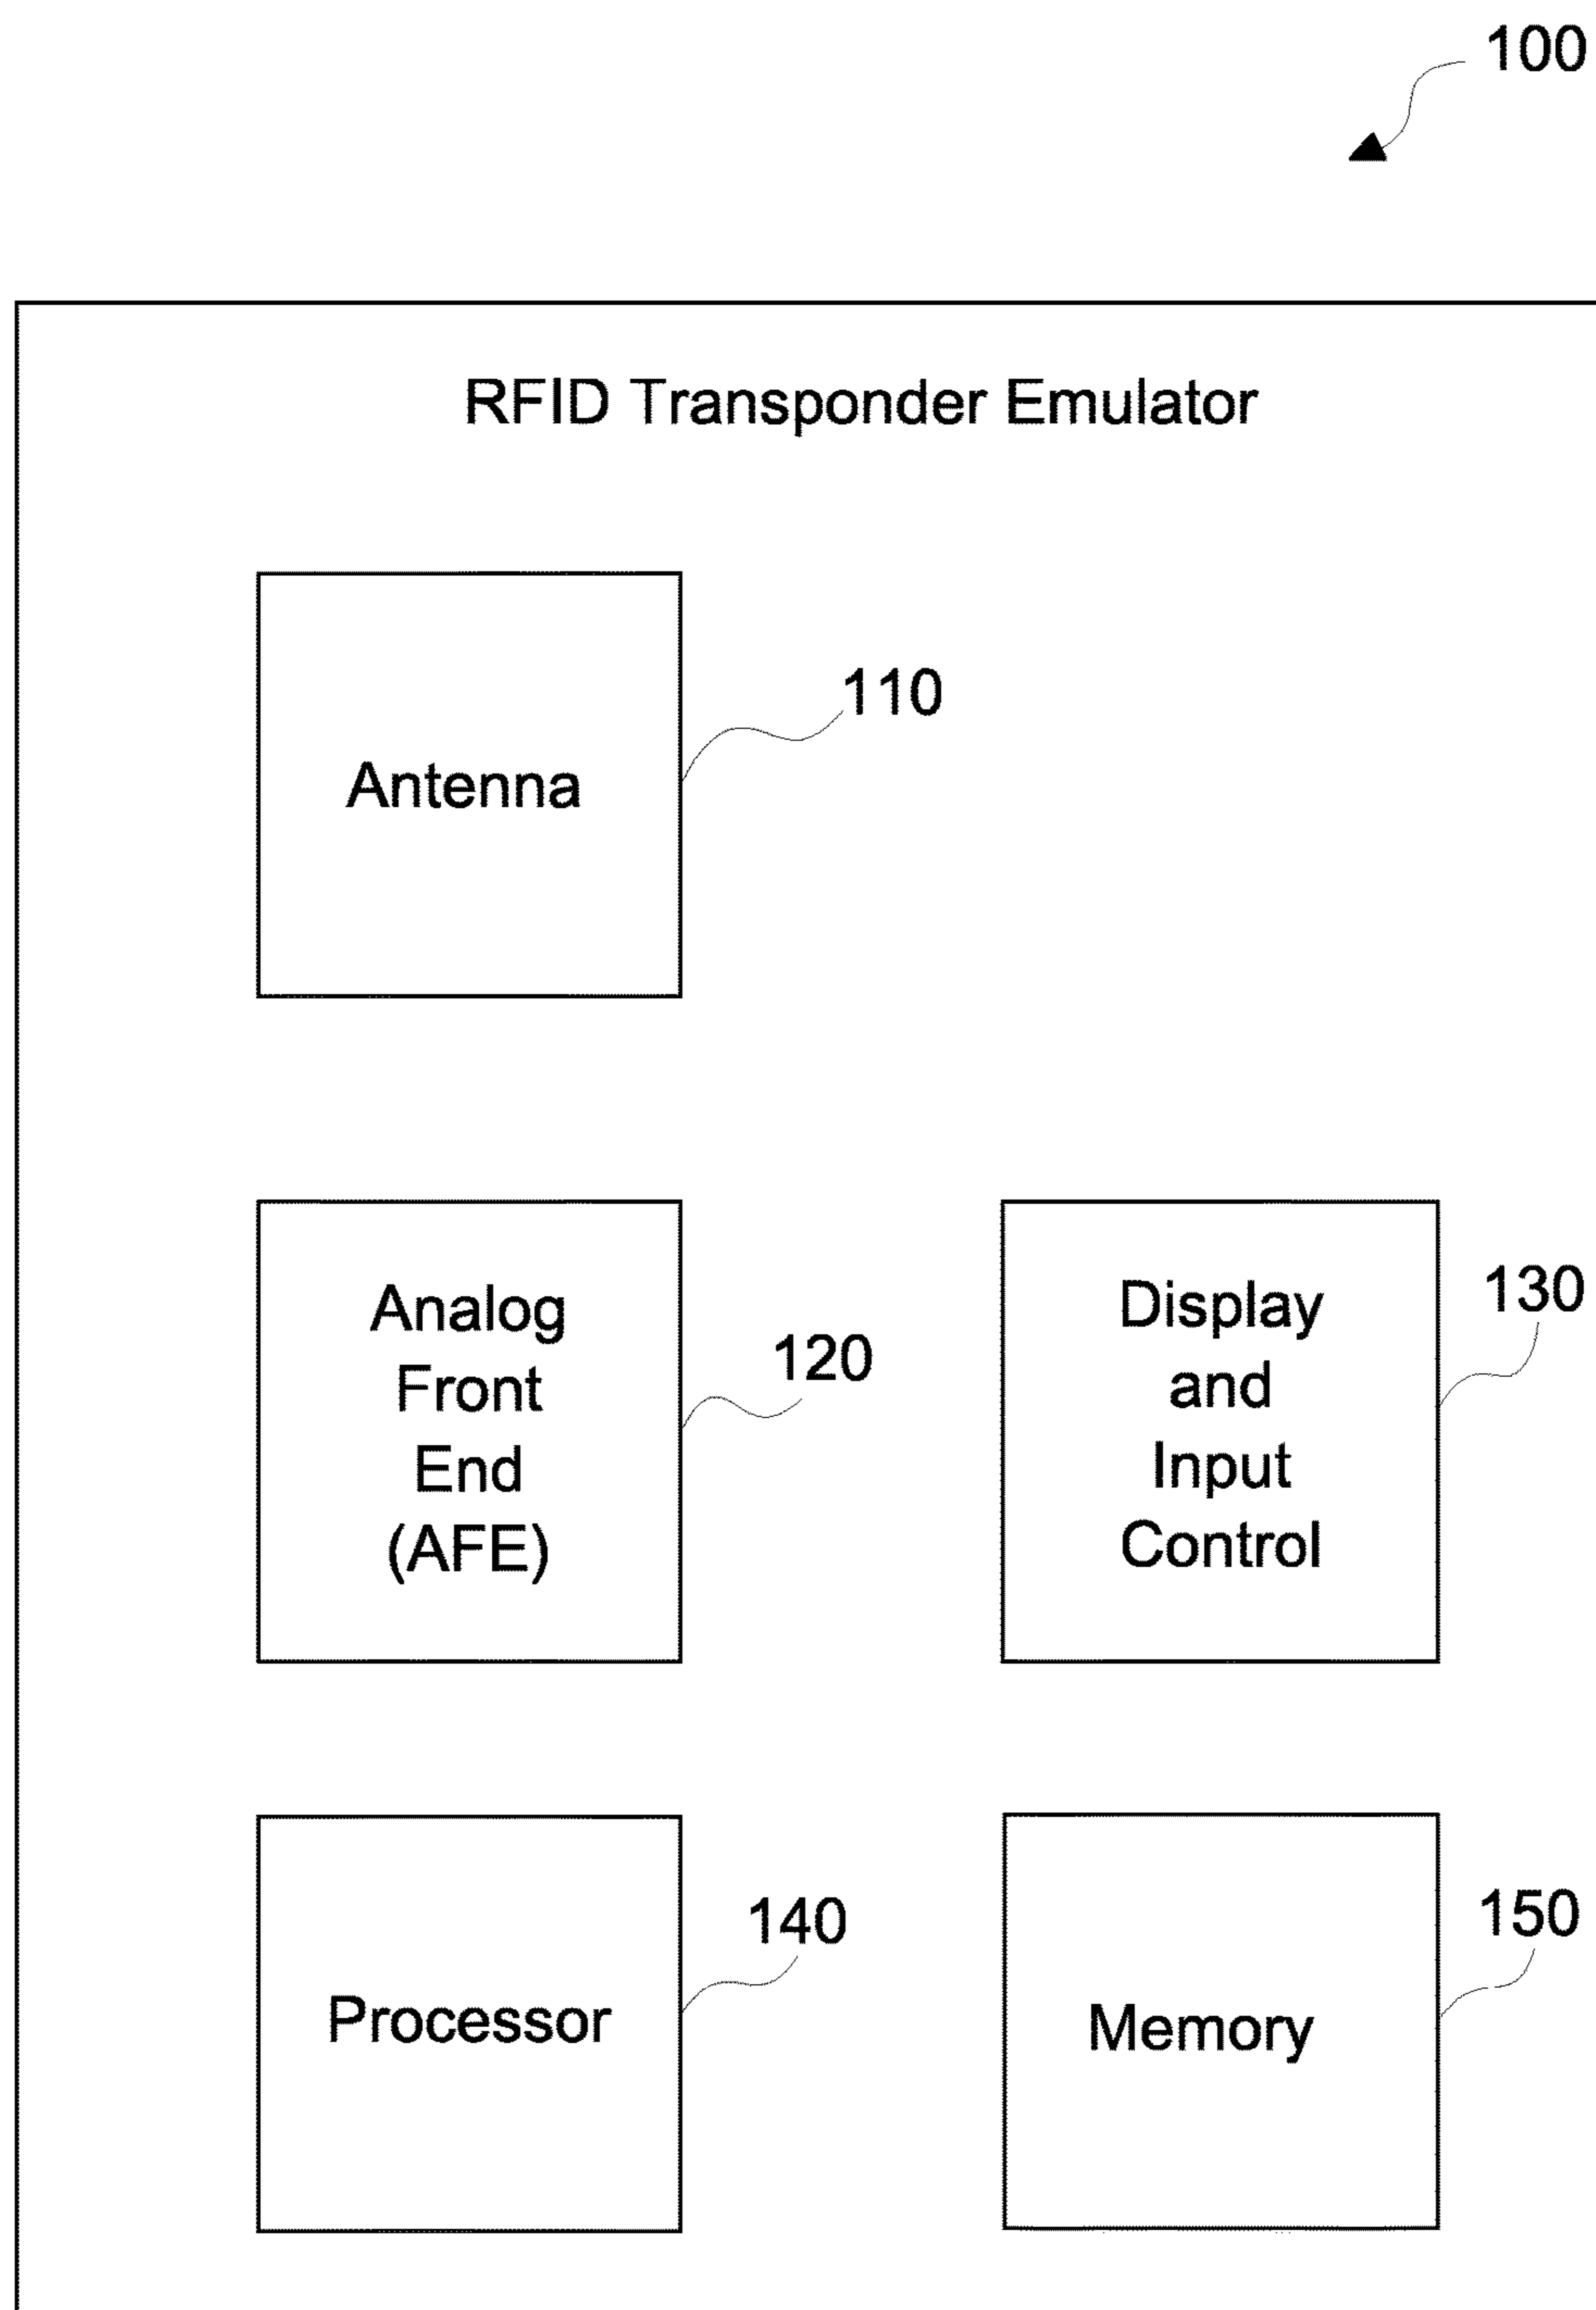 100
RFID Transponder Emulator
110
Antenna
Analog
Front
End
(AFE)
120
Display
and
Input
Control
130
Processor
140
Memory
150